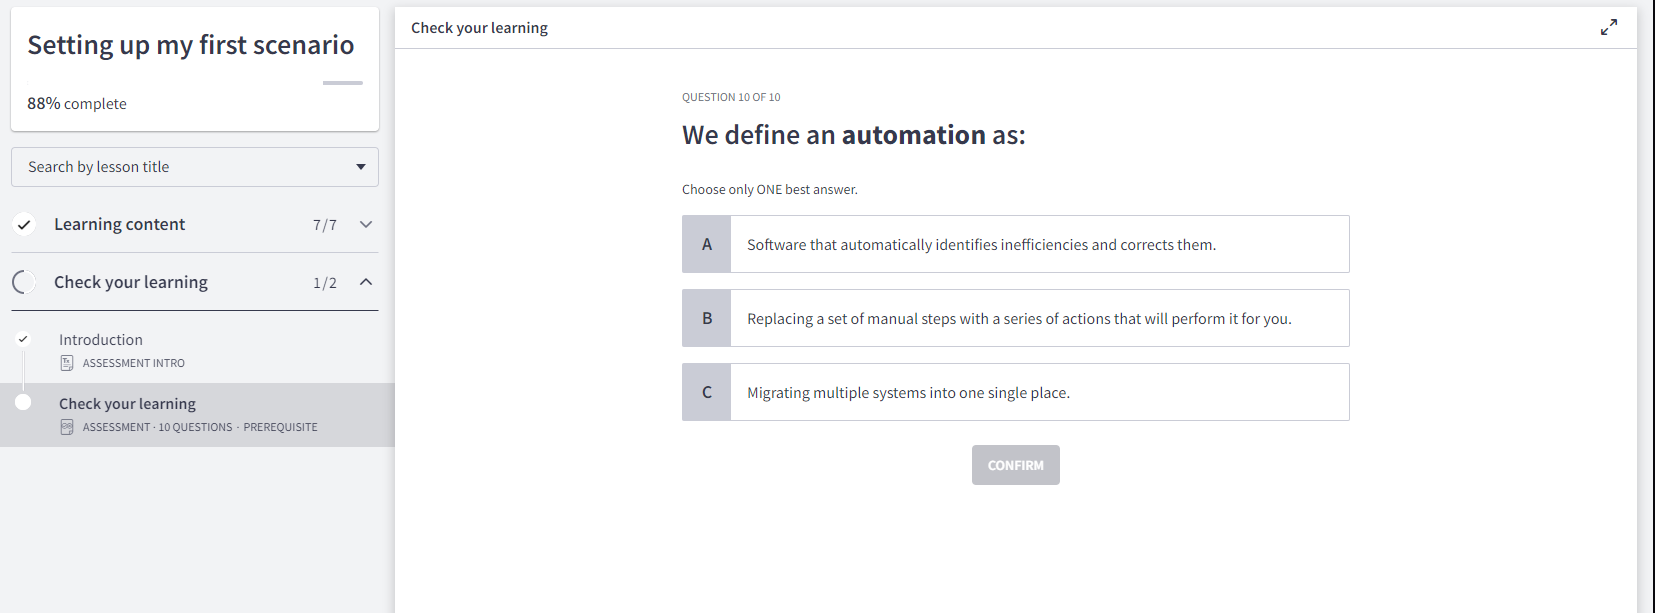 Setting up my first scenario
88% complete
Search by lesson title
Learning content 7/7
Check your learning 1/2
Introduction
ASSESSMENT INTRO
Check your learning
ASSESSMENT · 10 QUESTIONS · PREREQUISITE
Check your learning
QUESTION 10 OF 10
We define an automation as:
Choose only ONE best answer.
A Software that automatically identifies inefficiencies and corrects them.
B Replacing a set of manual steps with a series of actions that will perform it for you.
C Migrating multiple systems into one single place.
CONFIRM